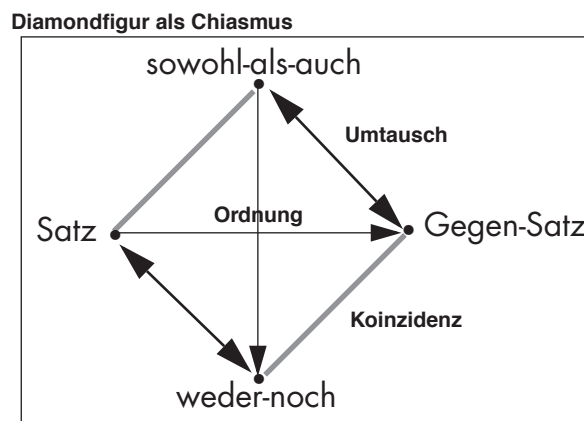 Diamondfigur als Chiasmus
sowohl-als-auch
Umtausch
Ordnung
Satz
Gegen-Satz
Koinzidenz
weder-noch